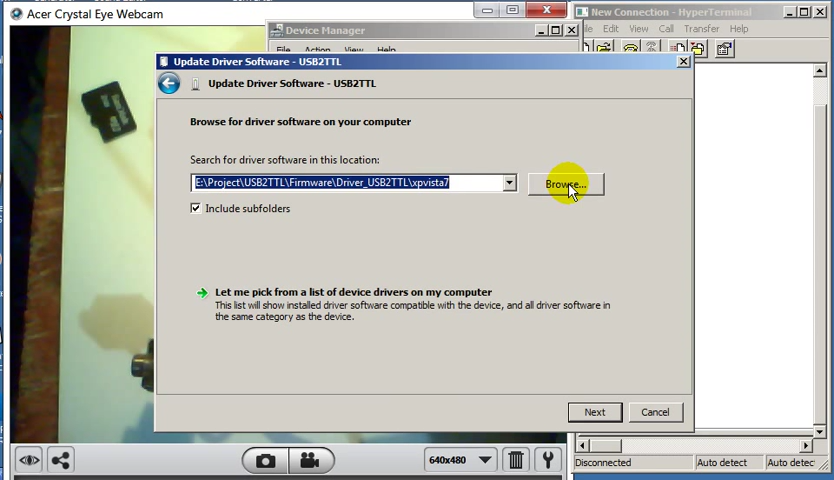 Acer Crystal Eye Webcam
Device Manager
File Action View Help
New Connection - HyperTerminal
Edit View Call Transfer Help
Update Driver Software - USB2TTL
Update Driver Software - USB2TTL
Browse for driver software on your computer
Search for driver software in this location:
E:\Project\USB2TTL\Firmware\Driver_USB2TTL\xpvista7
Browse...
Include subfolders
Let me pick from a list of device drivers on my computer
This list will show installed driver software compatible with the device, and all driver software in
the same category as the device.
Next
Cancel
640x480
Disconnected
Auto detect
Auto detec